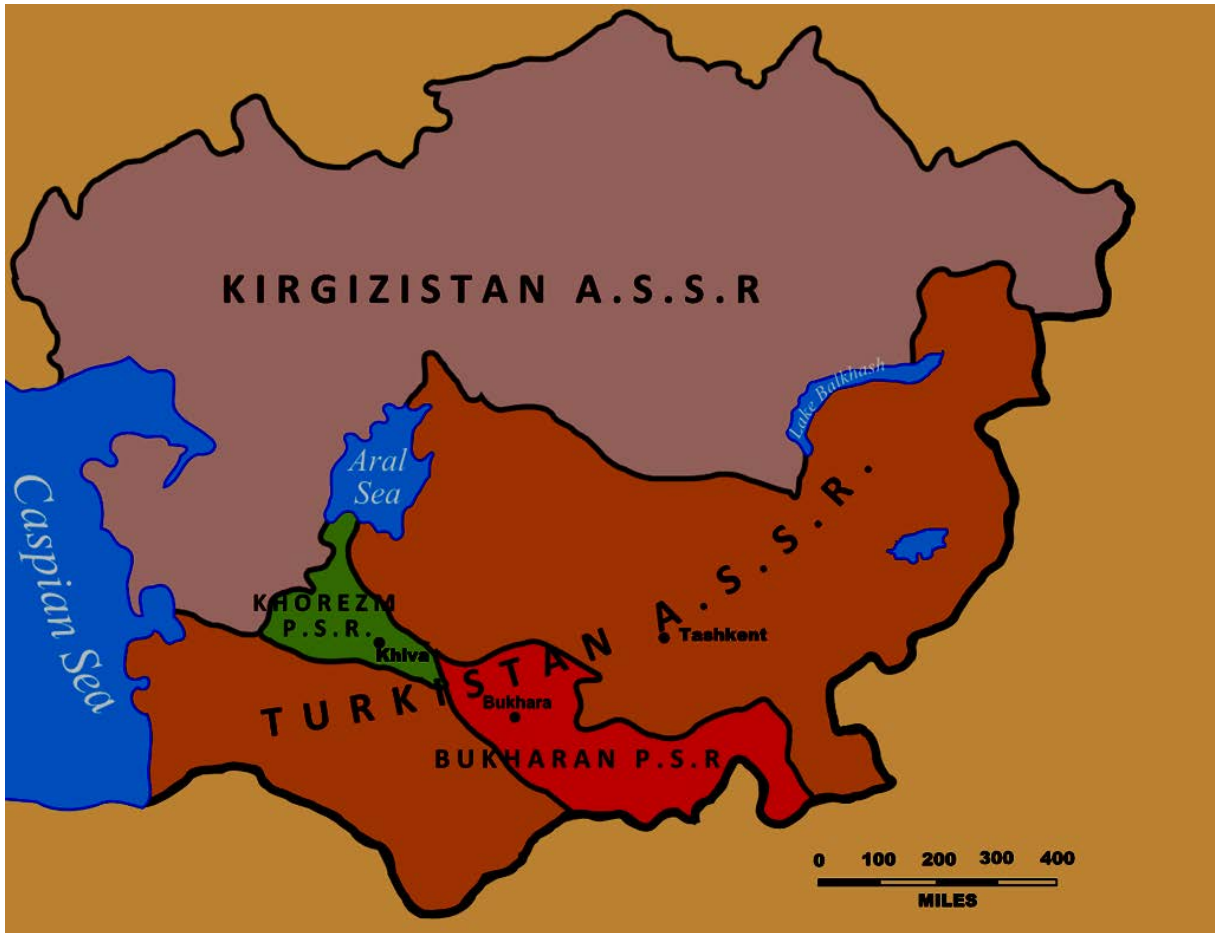 KIRGIZISTAN A.S.S.R
Lake Balkhash
Aral
Sea
Caspian Sea
KHOREZM
P.S.R.
Khiva
TURKISTAN A.S.S.R.
Tashkent
Bukhara
BUKHARAN P.S.R
0 100 200 300 400
MILES